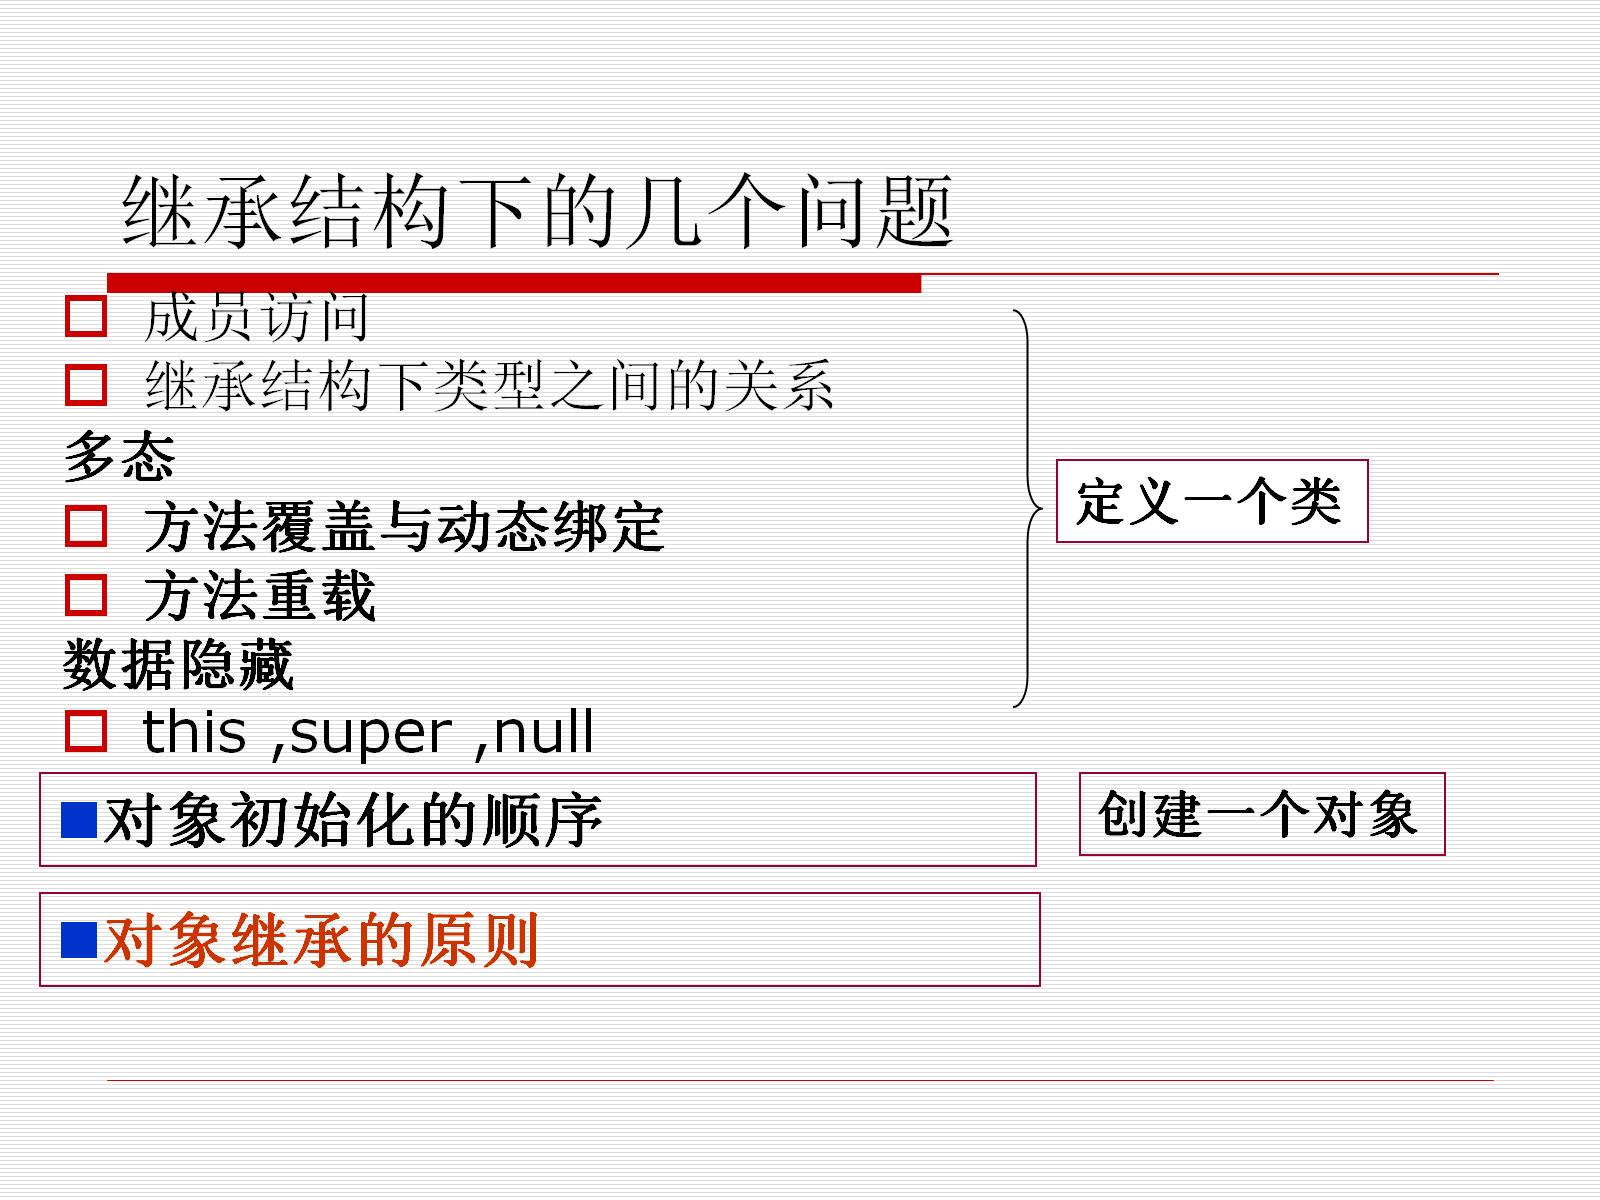 继承结构下的几个问题
成员访问
继承结构下类型之间的关系
多态
方法覆盖与动态绑定
方法重载
数据隐藏
this ,super ,null
定义一个类
对象初始化的顺序
创建一个对象
对象继承的原则